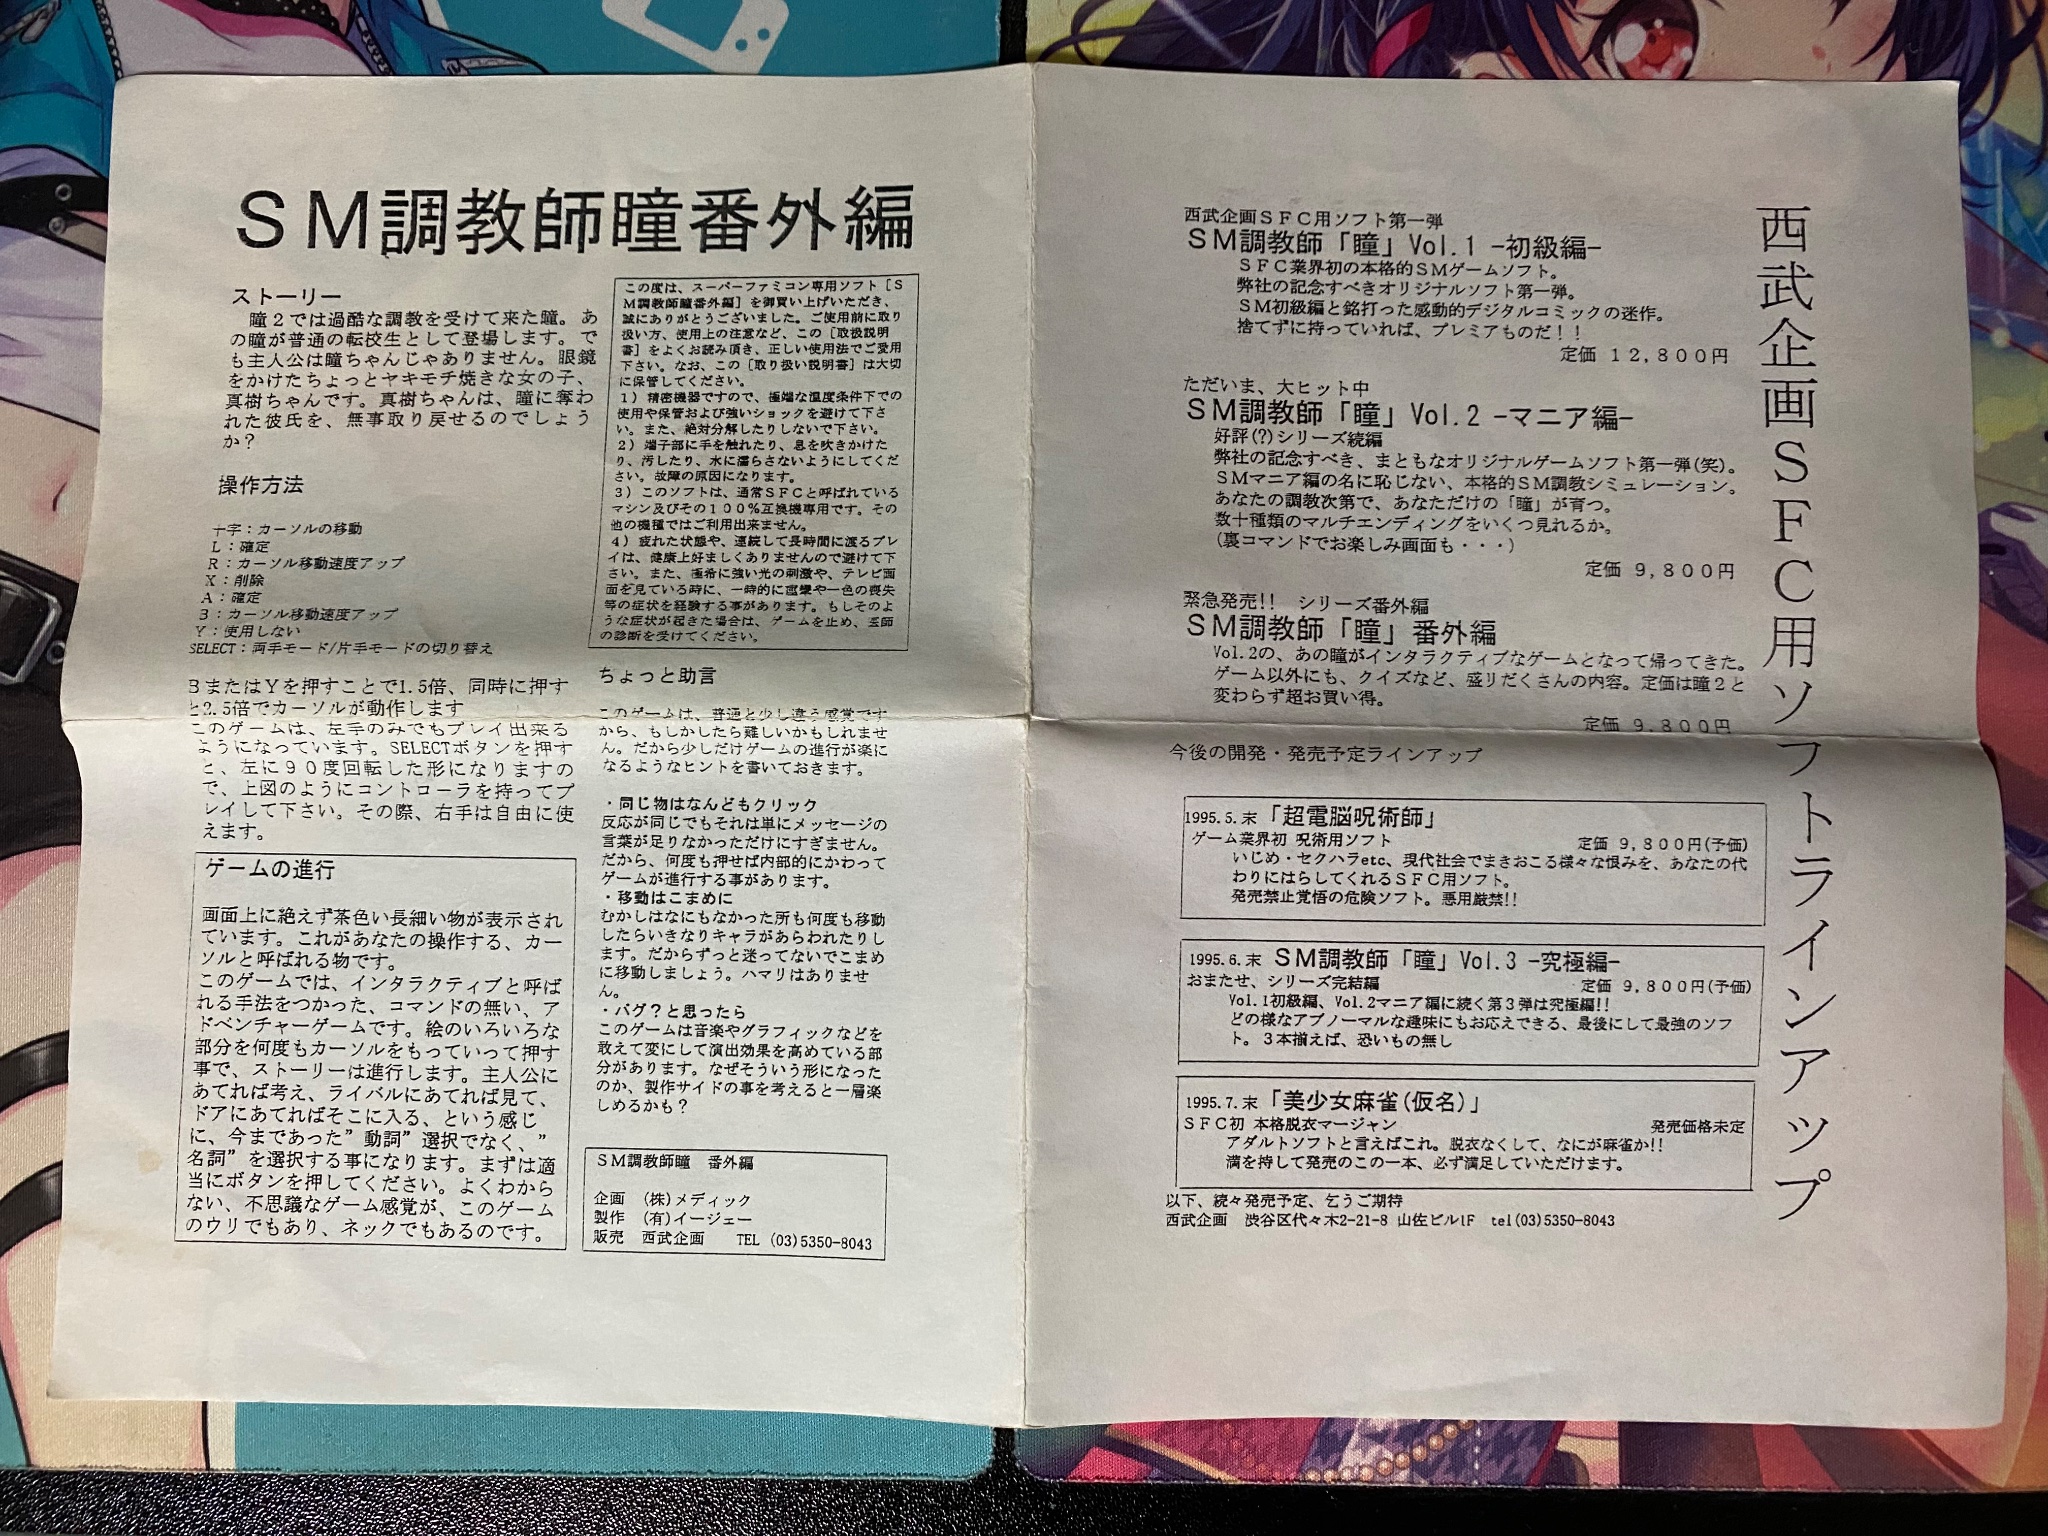 ＳＭ調教師瞳番外編
ストーリー
瞳２では過酷な調教を受けて来た瞳。あ
の瞳が普通の転校生として登場します。で
も主人公は瞳ちゃんじゃありません。眼鏡
をかけたちょっとヤキモチ焼きな女の子、
真樹ちゃんです。真樹ちゃんは、瞳に奪わ
れた彼氏を、無事取り戻せるのでしょう
か？
操作方法
十字：カーソルの移動
L：確定
R：カーソル移動速度アップ
X：削除
A：確定
B：カーソル移動速度アップ
Y：使用しない
SELECT：両手モード/片手モードの切り替え
BまたはYを押すことで1.5倍、同時に押す
と2.5倍でカーソルが動作します
このゲームは、左手のみでもプレイ出来る
ようになっています。SELECTボタンを押す
と、左に９０度回転した形になりますの
で、上図のようにコントローラを持ってプ
レイして下さい。その際、右手は自由に使
えます。
ゲームの進行
画面上に絶えず茶色い長細い物が表示され
ています。これがあなたの操作する、カー
ソルと呼ばれる物です。
このゲームでは、インタラクティブと呼ば
れる手法をつかった、コマンドの無い、ア
ドベンチャーゲームです。絵のいろいろな
部分を何度もカーソルをもっていって押す
事で、ストーリーは進行します。主人公に
あてれば考え、ライバルにあてれば見て、
ドアにあてればそこに入る、という感じ
に、今まであった”動詞”選択でなく、”
名詞”を選択する事になります。まずは適
当にボタンを押してください。よくわから
ない、不思議なゲーム感覚が、このゲーム
のウリでもあり、ネックでもあるのです。
この度は、スーパーファミコン専用ソフト［Ｓ
Ｍ調教師瞳番外編］を御買い上げいただき、
誠にありがとうございました。ご使用前に取り
扱い方、使用上の注意など、この［取扱説明
書］をよくお読み頂き、正しい使用法でご愛用
下さい。なお、この［取り扱い説明書］は大切
に保管してください。
１）精密機器ですので、極端な温度条件下での
使用や保管および強いショックを避けて下さ
い。また、絶対分解したりしないで下さい。
２）端子部に手を触れたり、息を吹きかけた
り、汚したり、水に濡らさないようにしてくだ
さい。故障の原因になります。
３）このソフトは、通常ＳＦＣと呼ばれている
マシン及びその１００％互換機専用です。その
他の機種ではご利用出来ません。
４）疲れた状態や、連続して長時間に渡るプレ
イは、健康上好ましくありませんので避けて下
さい。また、極希に強い光の刺激や、テレビ画
面を見ている時に、一時的に痙攣や一色の喪失
等の症状を経験する事があります。もしそのよ
うな症状が起きた場合は、ゲームを止め、医師
の診断を受けてください。
ちょっと助言
このゲームは、普通と少し違う感覚です
から、もしかしたら難しいかもしれませ
ん。だから少しだけゲームの進行が楽に
になるようなヒントを書いておきます。
・同じ物はなんどもクリック
反応が同じでもそれは単にメッセージの
言葉が足りなかっただけにすぎません。
だから、何度も押せば内部的にかわって
ゲームが進行する事があります。
・移動はこまめに
むかしはなにもなかった所も何度も移動
したらいきなりキャラがあらわれたりし
ます。だからずっと迷ってないでこまめ
に移動しましょう。ハマリはありませ
ん。
・バグ？と思ったら
このゲームは音楽やグラフィックなどを
敢えて変にして演出効果を高めている部
分があります。なぜそういう形になった
のか、製作サイドの事を考えると一層楽
しめるかも？
ＳＭ調教師瞳　番外編
企画　（株）メディック
製作　（有）イージェー
販売　西武企画　　TEL (03)5350-8043
西武企画ＳＦＣ用ソフトラインアップ
西武企画ＳＦＣ用ソフト第一弾
ＳＭ調教師「瞳」Vol.1 -初級編-
ＳＦＣ業界初の本格的ＳＭゲームソフト。
弊社の記念すべきオリジナルソフト第一弾。
ＳＭ初級編と銘打った感動的デジタルコミックの迷作。
捨てずに持っていれば、プレミアものだ！！
定価 １２,８００円
ただいま、大ヒット中
ＳＭ調教師「瞳」Vol.2 -マニア編-
好評(?)シリーズ続編
弊社の記念すべき、まともなオリジナルゲームソフト第一弾(笑)。
ＳＭマニア編の名に恥じない、本格的ＳＭ調教シミュレーション。
あなたの調教次第で、あなただけの「瞳」が育つ。
数十種類のマルチエンディングをいくつ見れるか。
(裏コマンドでお楽しみ画面も・・・)
定価 ９,８００円
緊急発売!!　シリーズ番外編
ＳＭ調教師「瞳」番外編
Vol.2の、あの瞳がインタラクティブなゲームとなって帰ってきた。
ゲーム以外にも、クイズなど、盛りだくさんの内容。定価は瞳２と
変わらず超お買い得。
定価 ９,８００円
今後の開発・発売予定ラインアップ
1995.5.末「超電脳呪術師」
ゲーム業界初 呪術用ソフト　定価 ９,８００円(予価)
いじめ・セクハラetc、現代社会でまきおこる様々な恨みを、あなたの代
わりにはらしてくれるＳＦＣ用ソフト。
発売禁止覚悟の危険ソフト。悪用厳禁!!
1995.6.末 ＳＭ調教師「瞳」Vol.3 -究極編-
おまたせ、シリーズ完結編　定価 ９,８００円(予価)
Vol.1初級編、Vol.2マニア編に続く第３弾は究極編!!
どの様なアブノーマルな趣味にもお応えできる、最後にして最強のソフ
ト。３本揃えば、恐いもの無し
1995.7.末「美少女麻雀(仮名)」
ＳＦＣ初 本格脱衣マージャン　発売価格未定
アダルトソフトと言えばこれ。脱衣なくして、なにが麻雀か!!
満を持して発売のこの一本、必ず満足していただけます。
以下、続々発売予定、乞うご期待
西武企画　渋谷区代々木2-21-8 山佐ビル1F　tel(03)5350-8043